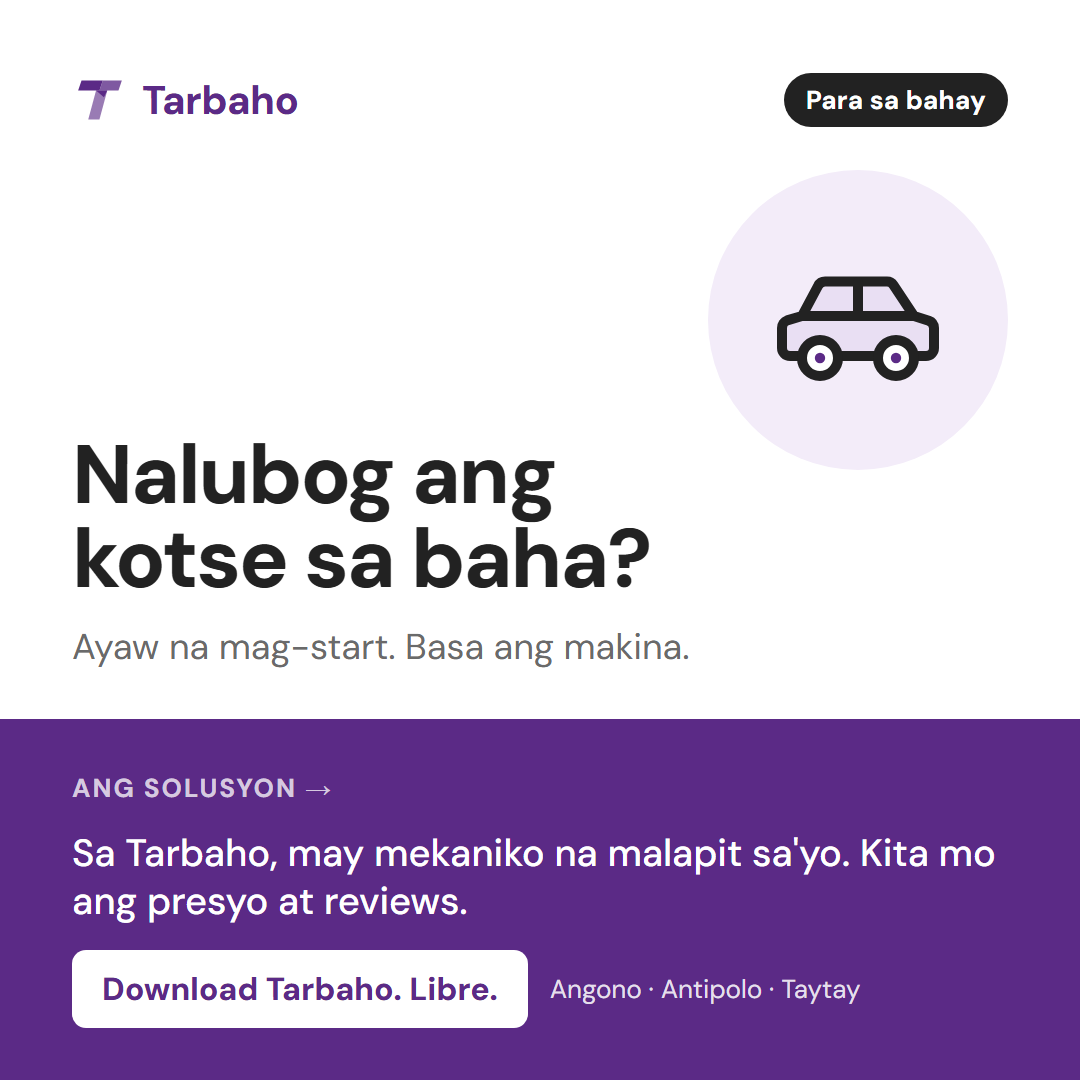 Tarbaho
Para sa bahay
Nalubog ang
kotse sa baha?
Ayaw na mag-start. Basa ang makina.
ANG SOLUSYON →
Sa Tarbaho, may mekaniko na malapit sa'yo. Kita mo
ang presyo at reviews.
Download Tarbaho. Libre.
Angono · Antipolo · Taytay